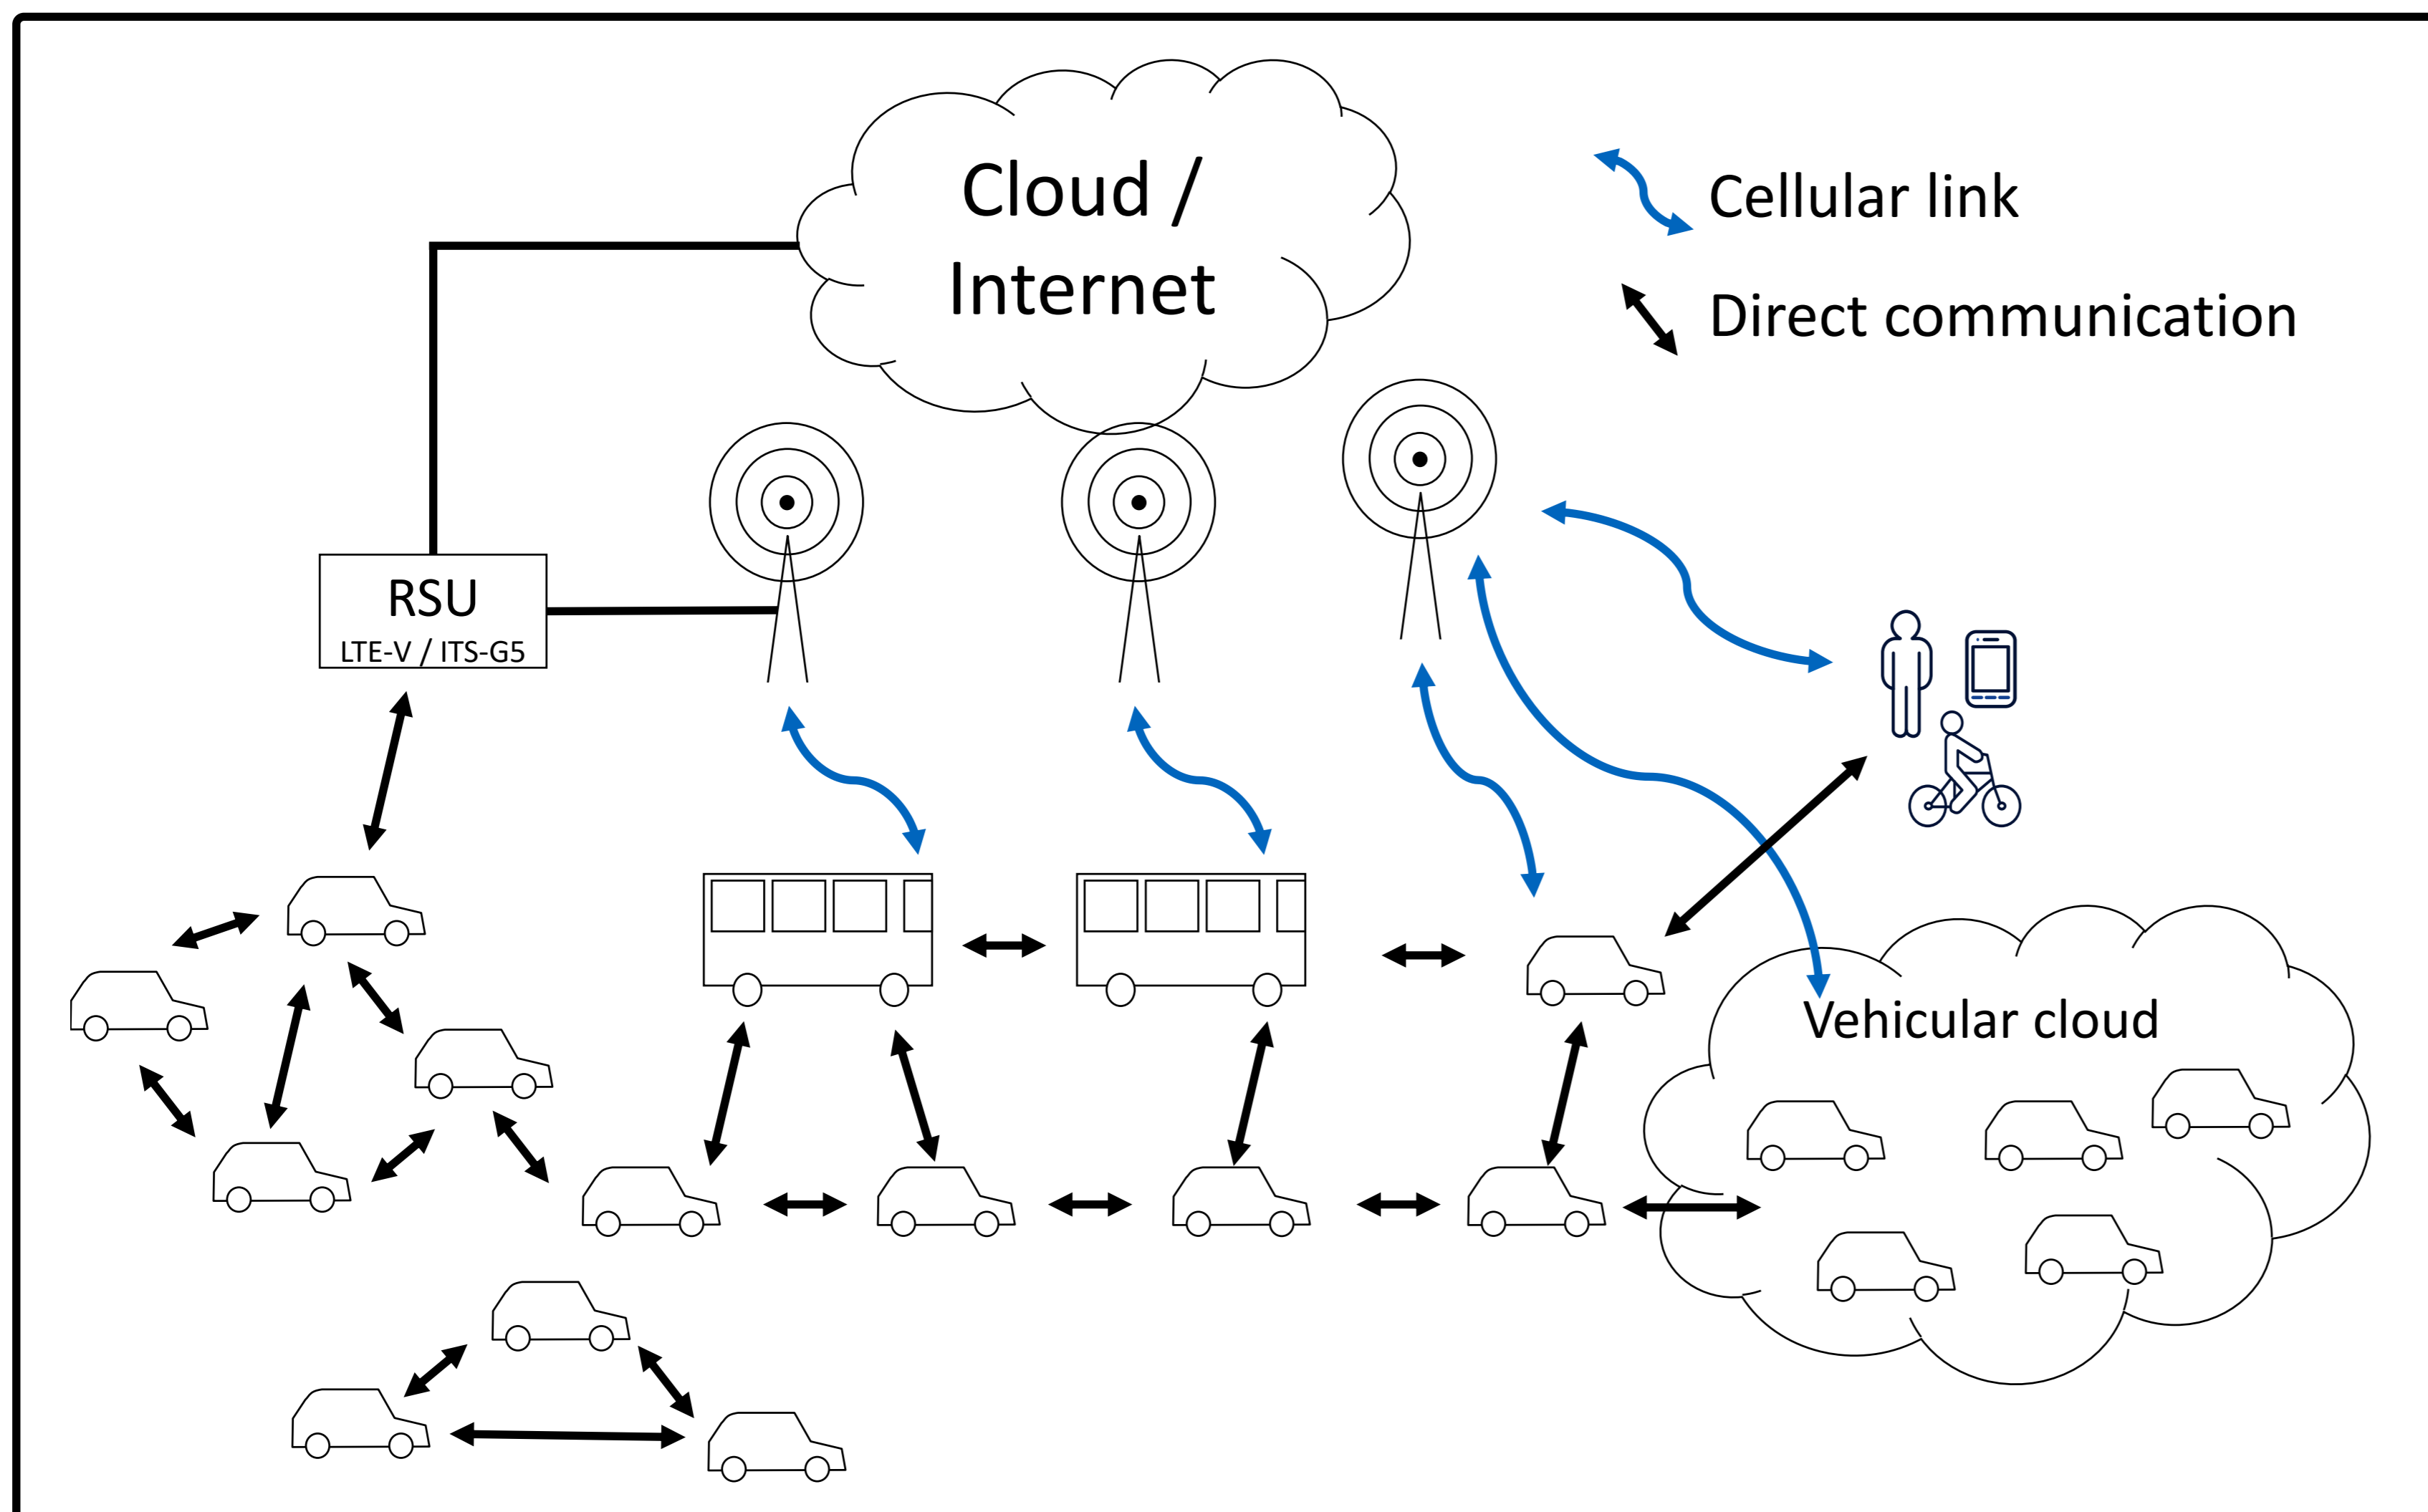 Cloud /
Internet
Cellular link
Direct communication
RSU
LTE-V / ITS-G5
Vehicular cloud